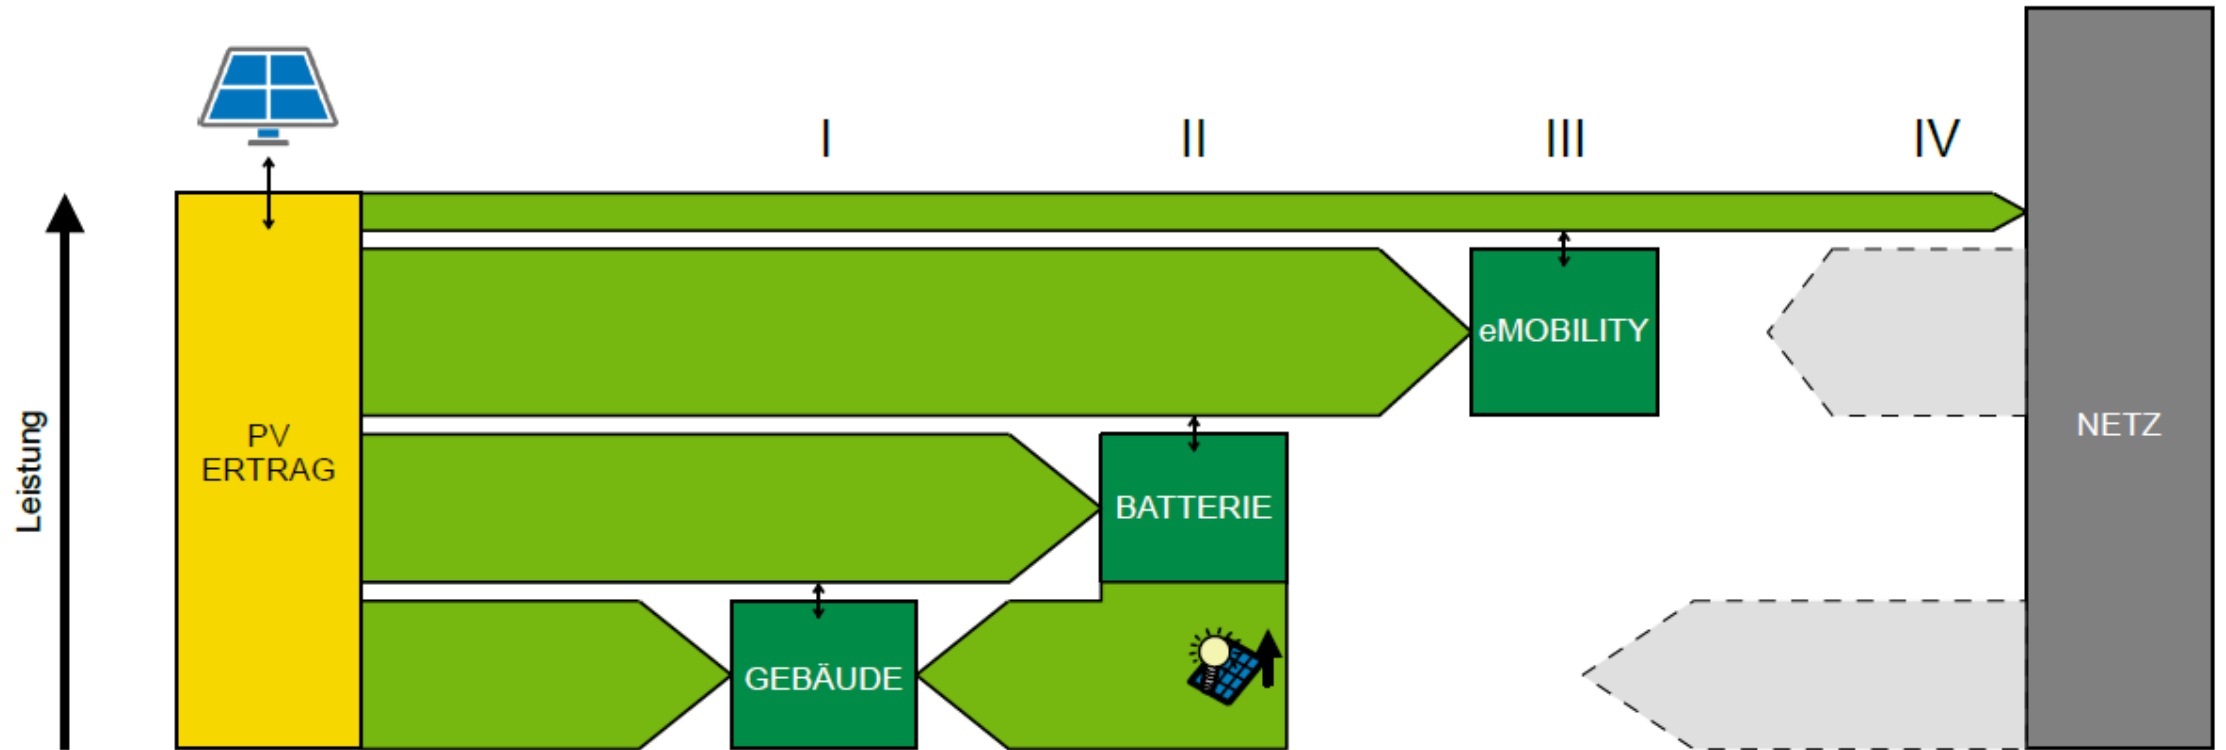 I
II
III
IV
Leistung
PV
ERTRAG
eMOBILITY
NETZ
BATTERIE
GEBÄUDE